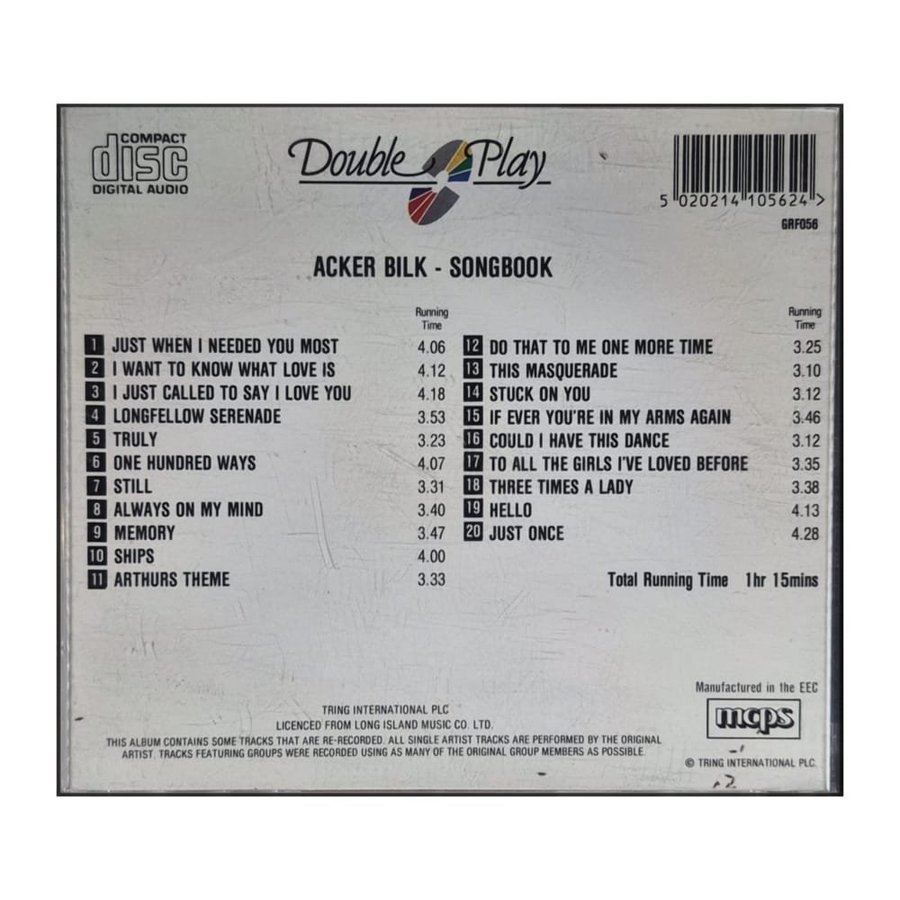 COMPACT
disc
DIGITAL AUDIO
Double Play
5 020214 105624 >
GRF056
ACKER BILK - SONGBOOK
Running
Time
1 JUST WHEN I NEEDED YOU MOST 4.06
2 I WANT TO KNOW WHAT LOVE IS 4.12
3 I JUST CALLED TO SAY I LOVE YOU 4.18
4 LONGFELLOW SERENADE 3.53
5 TRULY 3.23
6 ONE HUNDRED WAYS 4.07
7 STILL 3.31
8 ALWAYS ON MY MIND 3.40
9 MEMORY 3.47
10 SHIPS 4.00
11 ARTHURS THEME 3.33
Running
Time
12 DO THAT TO ME ONE MORE TIME 3.25
13 THIS MASQUERADE 3.10
14 STUCK ON YOU 3.12
15 IF EVER YOU'RE IN MY ARMS AGAIN 3.46
16 COULD I HAVE THIS DANCE 3.12
17 TO ALL THE GIRLS I'VE LOVED BEFORE 3.35
18 THREE TIMES A LADY 3.38
19 HELLO 4.13
20 JUST ONCE 4.28
Total Running Time 1hr 15mins
Manufactured in the EEC
mcps
TRING INTERNATIONAL PLC
LICENCED FROM LONG ISLAND MUSIC CO. LTD.
THIS ALBUM CONTAINS SOME TRACKS THAT ARE RE-RECORDED. ALL SINGLE ARTIST TRACKS ARE PERFORMED BY THE ORIGINAL
ARTIST. TRACKS FEATURING GROUPS WERE RECORDED USING AS MANY OF THE ORIGINAL GROUP MEMBERS AS POSSIBLE.
© TRING INTERNATIONAL PLC.